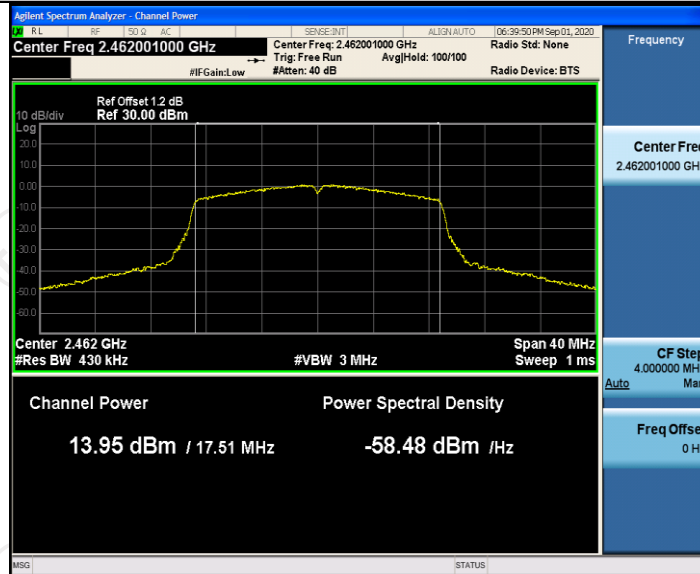 Agilent Spectrum Analyzer - Channel Power
RL RF 50 Ω AC SENSE:INT ALIGN AUTO 06:39:50 PM Sep 01, 2020
Center Freq 2.462001000 GHz Center Freq: 2.462001000 GHz Radio Std: None
Trig: Free Run Avg|Hold: 100/100
#IFGain:Low #Atten: 40 dB Radio Device: BTS
Ref Offset 1.2 dB
10 dB/div Ref 30.00 dBm
Log
20.0
10.0
0.00
-10.0
-20.0
-30.0
-40.0
-50.0
-60.0
Center 2.462 GHz Span 40 MHz
#Res BW 430 kHz #VBW 3 MHz Sweep 1 ms
Channel Power Power Spectral Density
13.95 dBm / 17.51 MHz -58.48 dBm /Hz
MSG STATUS
Frequency
Center Fre
2.462001000 GH
CF Ste
4.000000 MH
Auto Ma
Freq Offse
0 H